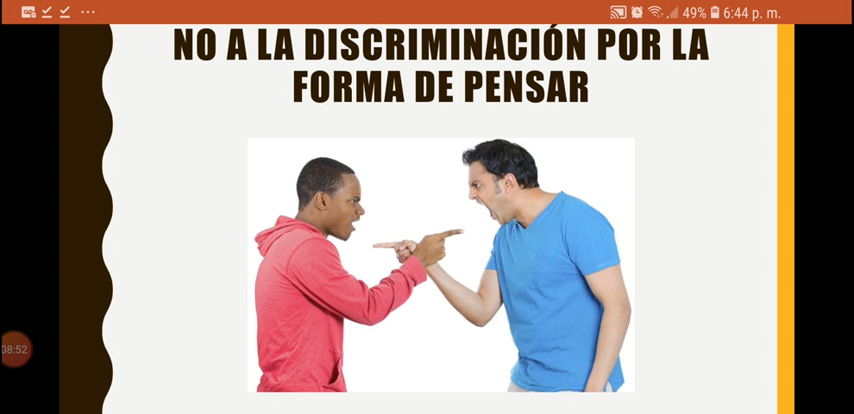 49% 6:44 p. m.
NO A LA DISCRIMINACIÓN POR LA
FORMA DE PENSAR
08:52